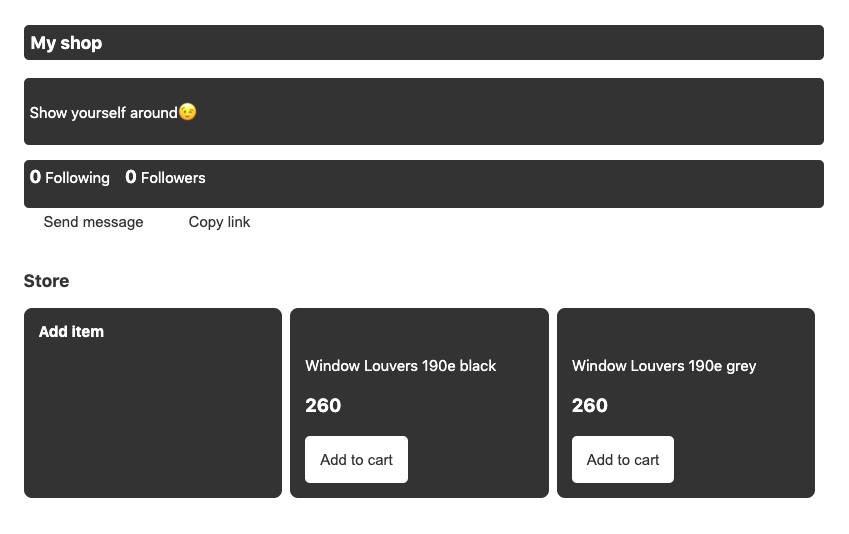 My shop
Show yourself around😉
0 Following 0 Followers
Send message Copy link
Store
Add item
Window Louvers 190e black
260
Add to cart
Window Louvers 190e grey
260
Add to cart